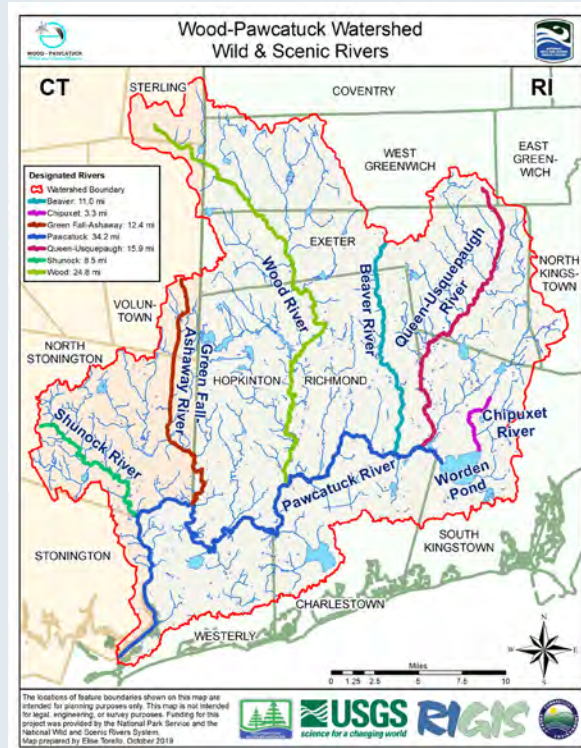 Wood-Pawcatuck Watershed
Wild & Scenic Rivers
WOOD-PAWCATUCK
CT
STERLING
COVENTRY
RI
WEST
GREENWICH
EAST
GREEN-
WICH
Designated Rivers
Watershed Boundary
Beaver: 11.0 mi
Chipuxet: 3.3 mi
Green Fall-Ashaway: 12.4 mi
Pawcatuck: 34.2 mi
Queen-Usquepaugh: 15.9 mi
Shunock: 8.5 mi
Wood: 24.8 mi
EXETER
NORTH
KINGS-
TOWN
Wood River
Beaver River
Queen-Usquepaugh
River
VOLUN-
TOWN
NORTH
STONINGTON
Green Fall-
Ashaway River
HOPKINTON
RICHMOND
Chipuxet
River
Shunock River
Pawcatuck River
Worden
Pond
STONINGTON
SOUTH
KINGSTOWN
CHARLESTOWN
WESTERLY
N
W
E
S
Miles
0 1.25 2.5 5 7.5 10
The locations of feature boundaries shown on this map are
intended for planning purposes only. This map is not intended
for legal, engineering, or survey purposes. Funding for this
project was provided by the National Park Service and the
National Wild and Scenic Rivers System.
Map prepared by Elise Torello, October 2019
USGS
science for a changing world
RIGIS